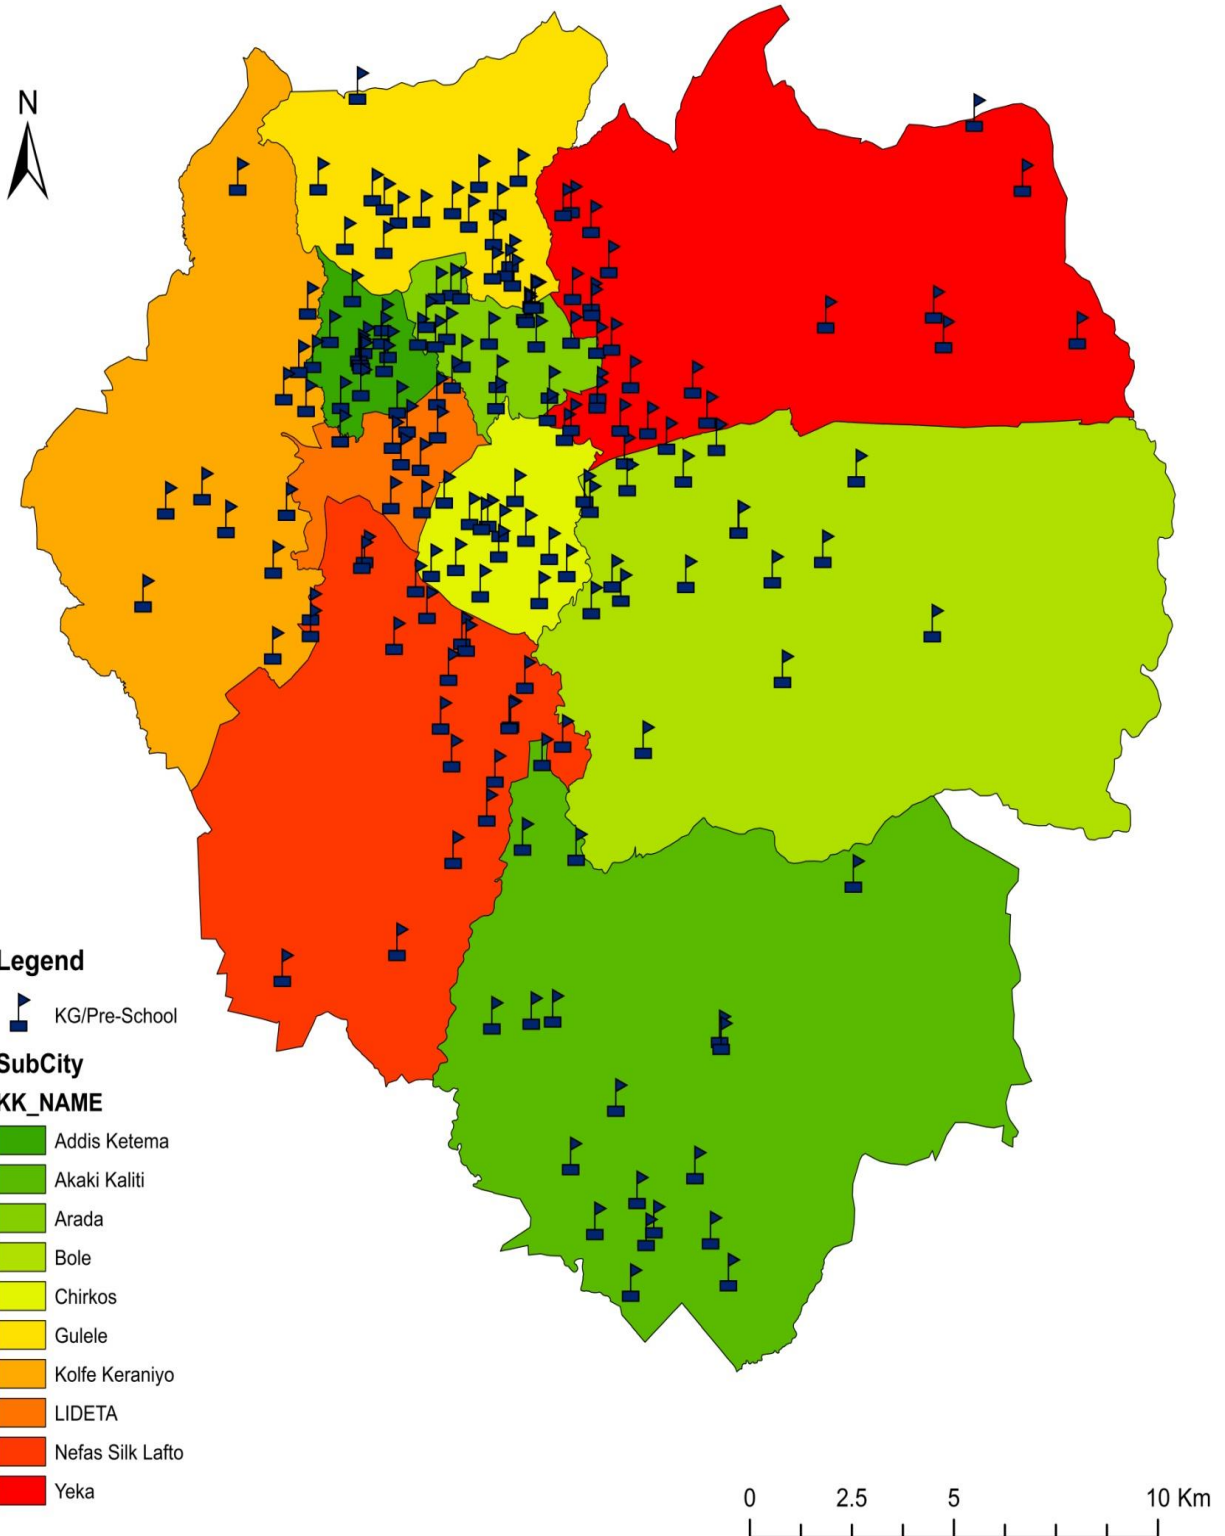 N
Legend
KG/Pre-School
SubCity
KK_NAME
Addis Ketema
Akaki Kaliti
Arada
Bole
Chirkos
Gulele
Kolfe Keraniyo
LIDETA
Nefas Silk Lafto
Yeka
0 2.5 5 10 Km